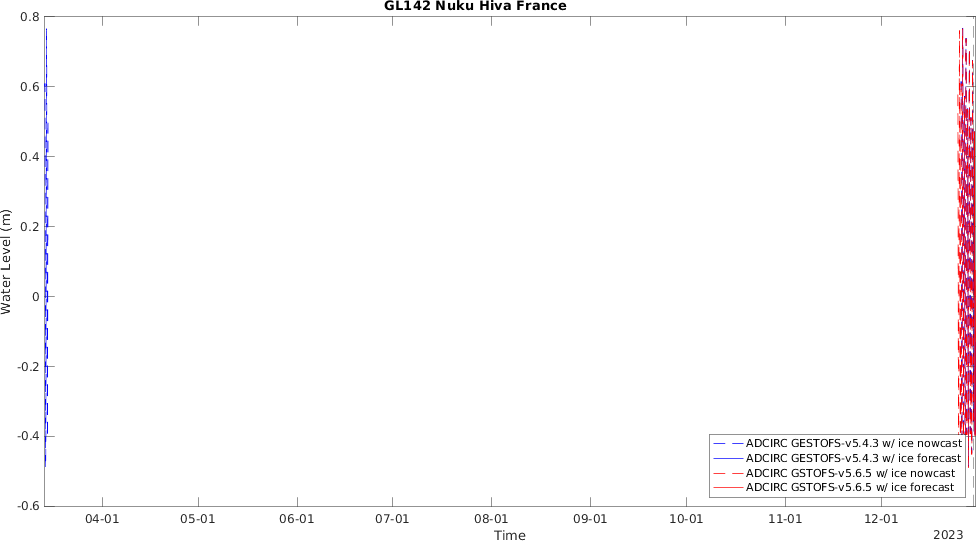 GL142 Nuku Hiva France
0.8
0.6
0.4
0.2
0
-0.2
-0.4
-0.6
Water Level (m)
04-01 05-01 06-01 07-01 08-01 09-01 10-01 11-01 12-01
Time
2023
ADCIRC GESTOFS-v5.4.3 w/ ice nowcast
ADCIRC GESTOFS-v5.4.3 w/ ice forecast
ADCIRC GSTOFS-v5.6.5 w/ ice nowcast
ADCIRC GSTOFS-v5.6.5 w/ ice forecast